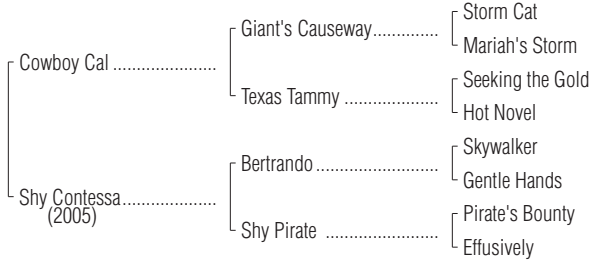 Storm Cat
Giant's Causeway..............
Mariah's Storm
Cowboy Cal ......................
Seeking the Gold
Texas Tammy ....................
Hot Novel
Skywalker
Bertrando ..........................
Gentle Hands
Shy Contessa....................
(2005)
Pirate's Bounty
Shy Pirate ........................
Effusively